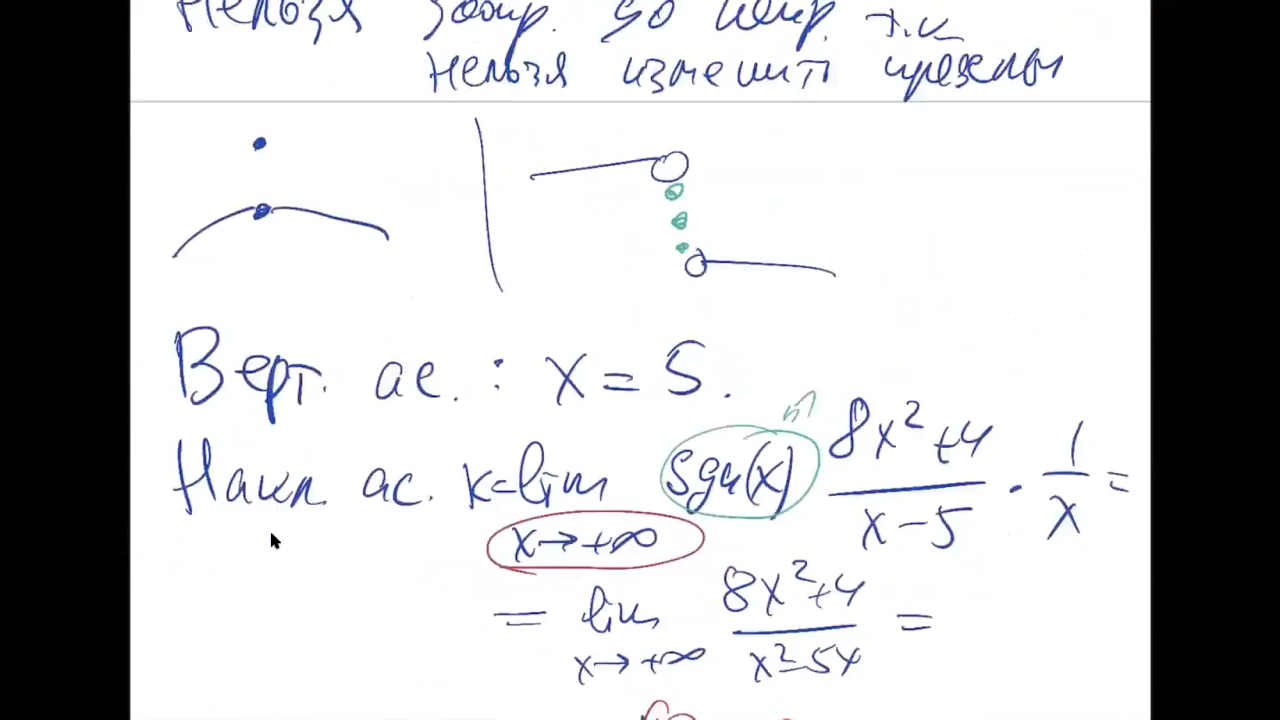 Нельзя доопр. до непр. т.к
нельзя изменить пределы
Верт. ас. : x = 5.
Накл ас. k=lim sgn(x) (8x²+4)/(x-5) · 1/x =
x→+∞
= lim (8x²+4)/(x²-5x) =
x→+∞